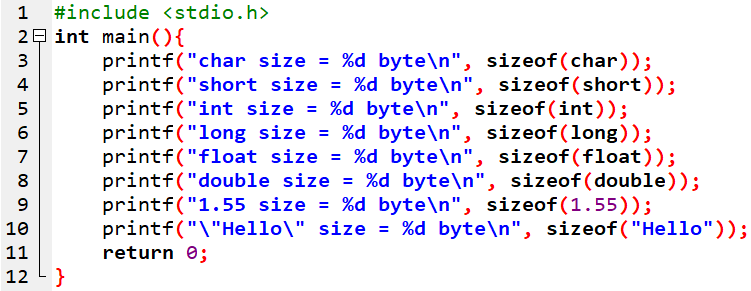 1 #include <stdio.h>
2 int main(){
3 printf("char size = %d byte\n", sizeof(char));
4 printf("short size = %d byte\n", sizeof(short));
5 printf("int size = %d byte\n", sizeof(int));
6 printf("long size = %d byte\n", sizeof(long));
7 printf("float size = %d byte\n", sizeof(float));
8 printf("double size = %d byte\n", sizeof(double));
9 printf("1.55 size = %d byte\n", sizeof(1.55));
10 printf("\"Hello\" size = %d byte\n", sizeof("Hello"));
11 return 0;
12 }